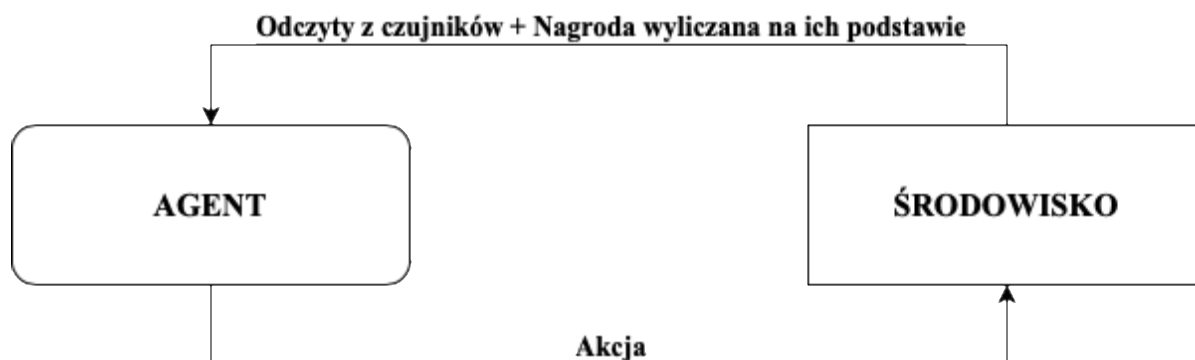 Odczyty z czujników + Nagroda wyliczana na ich podstawie
AGENT
ŚRODOWISKO
Akcja